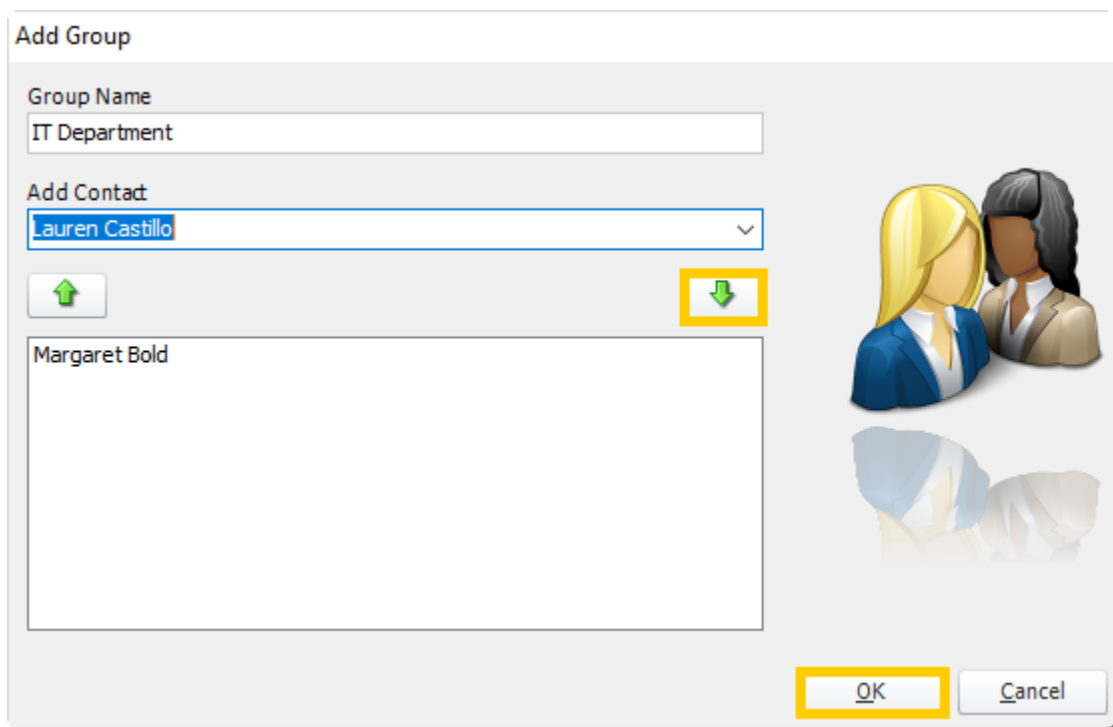 Add Group
Group Name
IT Department
Add Contact
Lauren Castillo
Margaret Bold
OK
Cancel